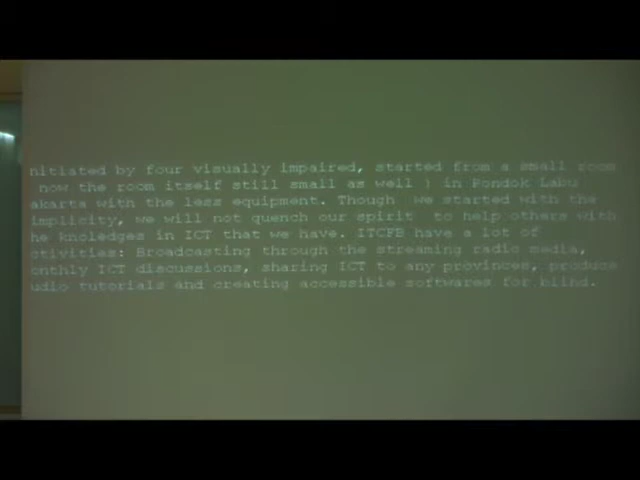 nitiated by four visually impaired, started from a small room
now the room itself still small as well ) in Pondok Labu
akarta with the less equipment. Though we started with the
implicity, we will not quench our spirit to help others with
he knoledges in ICT that we have. ITCFB have a lot of
ctivities: Broadcasting through the streaming radio media,
onthly ICT discussions, sharing ICT to any provinces, produce
udio tutorials and creating accessible softwares for blind.